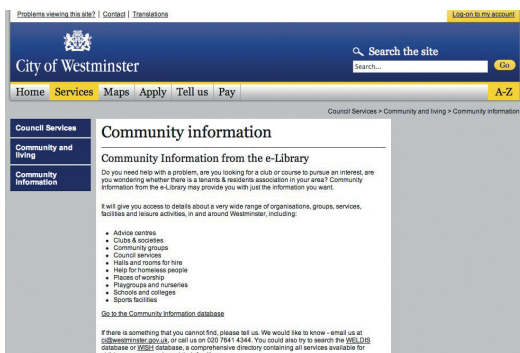 Problems viewing this site? | Contact | Translations
Log-on to my account
City of Westminster
Search the site
Search...
Go
Home Services Maps Apply Tell us Pay
A-Z
Council Services > Community and living > Community information
Council Services
Community and
living
Community
Information
Community information
Community Information from the e-Library
Do you need help with a problem, are you looking for a club or course to pursue an interest, are
you wondering whether there is a tenants & residents association in your area? Community
Information from the e-Library may provide you with just the information you want.
It will give you access to details about a very wide range of organisations, groups, services,
facilities and leisure activities, in and around Westminster, including:
• Advice centres
• Clubs & societies
• Community groups
• Council services
• Halls and rooms for hire
• Help for homeless people
• Places of worship
• Playgroups and nurseries
• Schools and colleges
• Sports facilities
Go to the Community Information database
If there is something that you cannot find, please tell us. We would like to know - email us at
ci@westminster.gov.uk, or call us on 020 7641 4344. You could also try to search the WELDIS
database or WISH database, a comprehensive directory containing all services available for